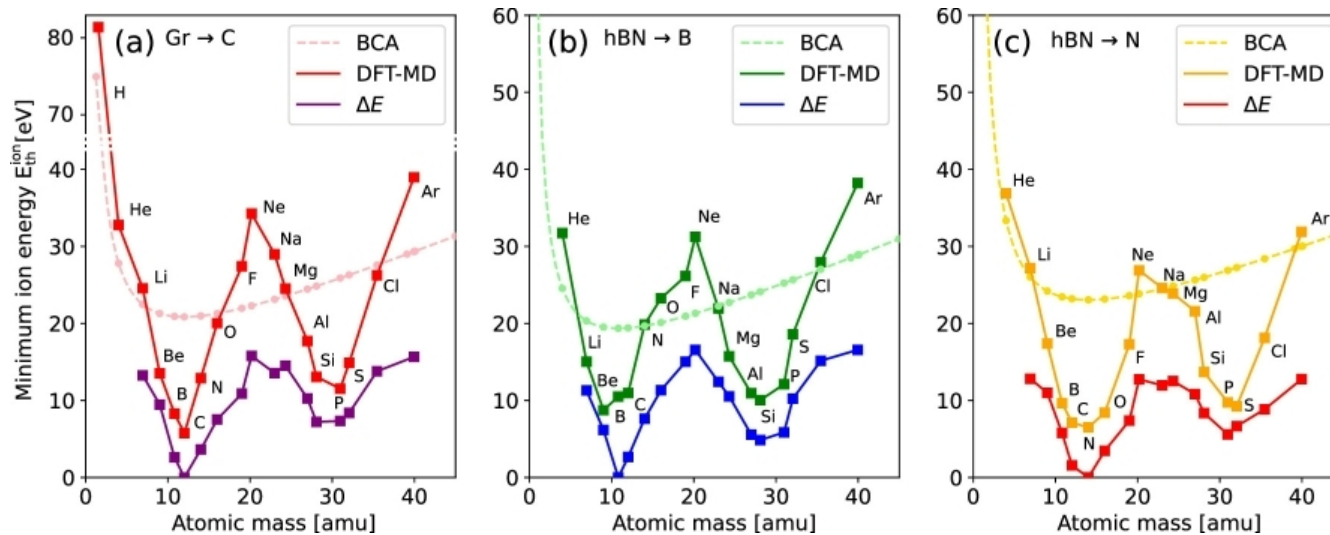 Minimum ion energy E_th^ion [eV]
(a) Gr → C
BCA
DFT-MD
ΔE
80
70
40
30
20
10
0
H
He
Li
Be
B
C
N
O
F
Ne
Na
Mg
Al
Si
P
S
Cl
Ar
0 10 20 30 40
Atomic mass [amu]
(b) hBN → B
BCA
DFT-MD
ΔE
60
50
40
30
20
10
0
He
Li
Be
B
C
N
O
F
Ne
Na
Mg
Al
Si
P
S
Cl
Ar
0 10 20 30 40
Atomic mass [amu]
(c) hBN → N
BCA
DFT-MD
ΔE
60
50
40
30
20
10
0
He
Li
Be
B
C
N
O
F
Ne
Na
Mg
Al
Si
P
S
Cl
Ar
0 10 20 30 40
Atomic mass [amu]